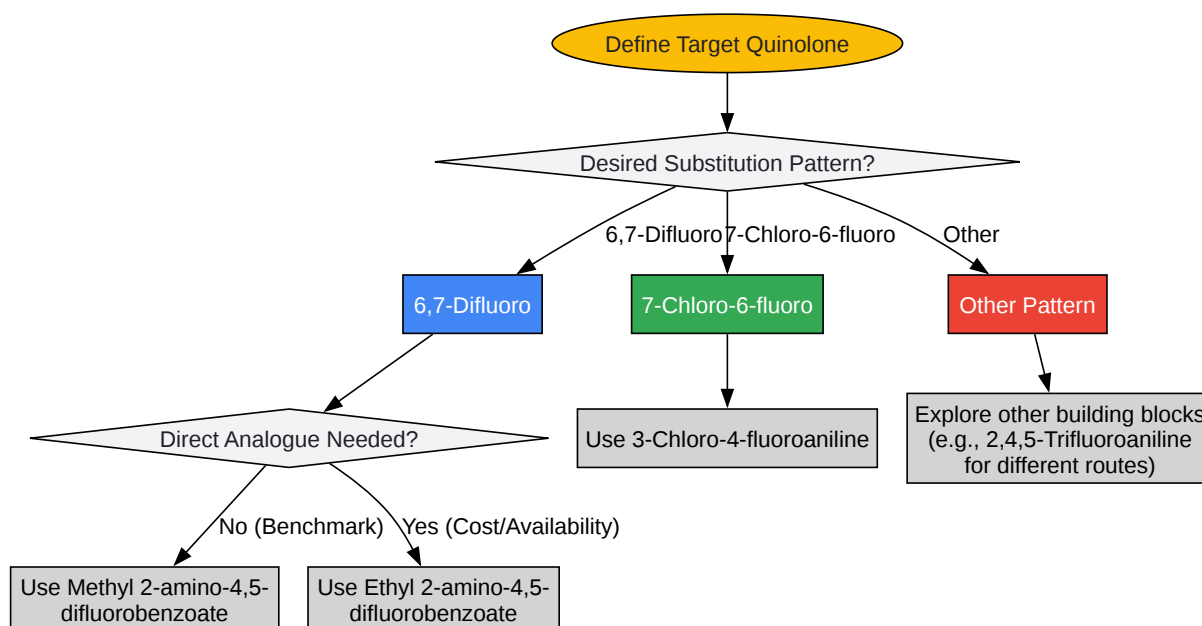 Define Target Quinolone
Desired Substitution Pattern?
6,7-Difluoro
7-Chloro-6-fluoro
Other
6,7-Difluoro
7-Chloro-6-fluoro
Other Pattern
Direct Analogue Needed?
Use 3-Chloro-4-fluoroaniline
Explore other building blocks
(e.g., 2,4,5-Trifluoroaniline
for different routes)
No (Benchmark)
Yes (Cost/Availability)
Use Methyl 2-amino-4,5-
difluorobenzoate
Use Ethyl 2-amino-4,5-
difluorobenzoate